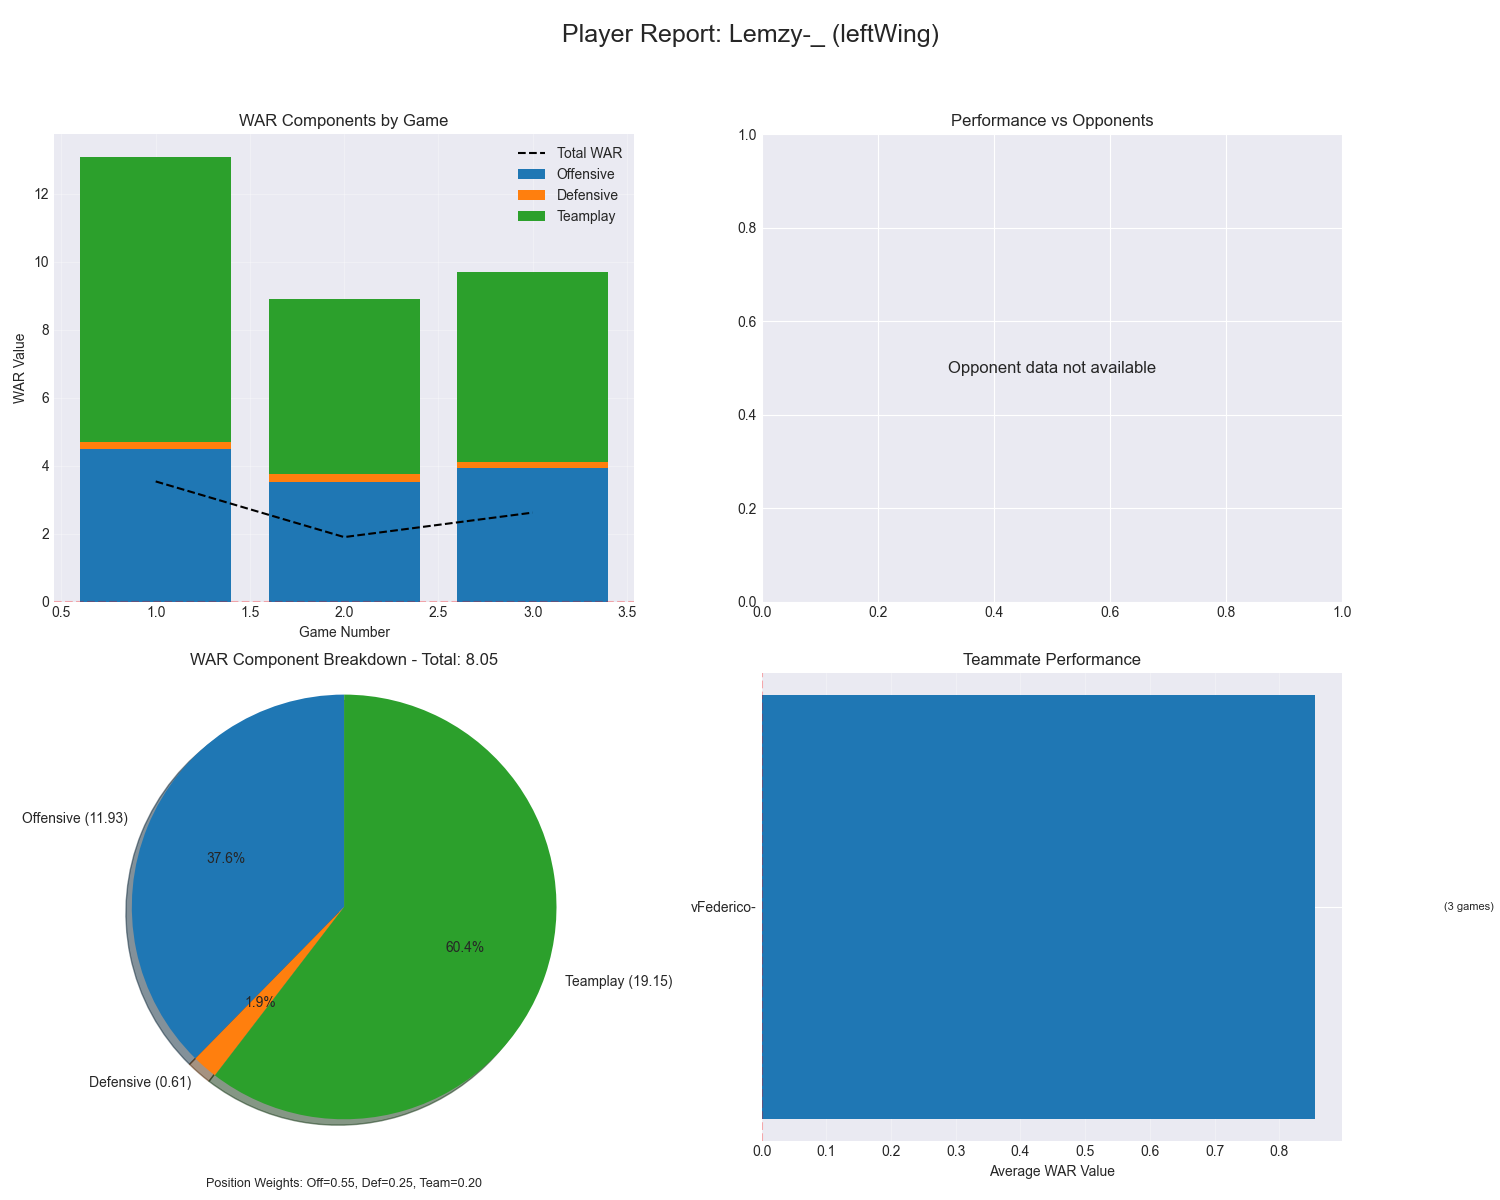 Player Report: Lemzy-_ (leftWing)
WAR Components by Game
Total WAR
Offensive
Defensive
Teamplay
WAR Value
12
10
8
6
4
2
0
0.5 1.0 1.5 2.0 2.5 3.0 3.5
Game Number
Performance vs Opponents
1.0
0.8
0.6
0.4
0.2
0.0
Opponent data not available
0.0 0.2 0.4 0.6 0.8 1.0
WAR Component Breakdown - Total: 8.05
Offensive (11.93)
37.6%
60.4%
Teamplay (19.15)
1.9%
Defensive (0.61)
Position Weights: Off=0.55, Def=0.25, Team=0.20
Teammate Performance
vFederico-
(3 games)
0.0 0.1 0.2 0.3 0.4 0.5 0.6 0.7 0.8
Average WAR Value